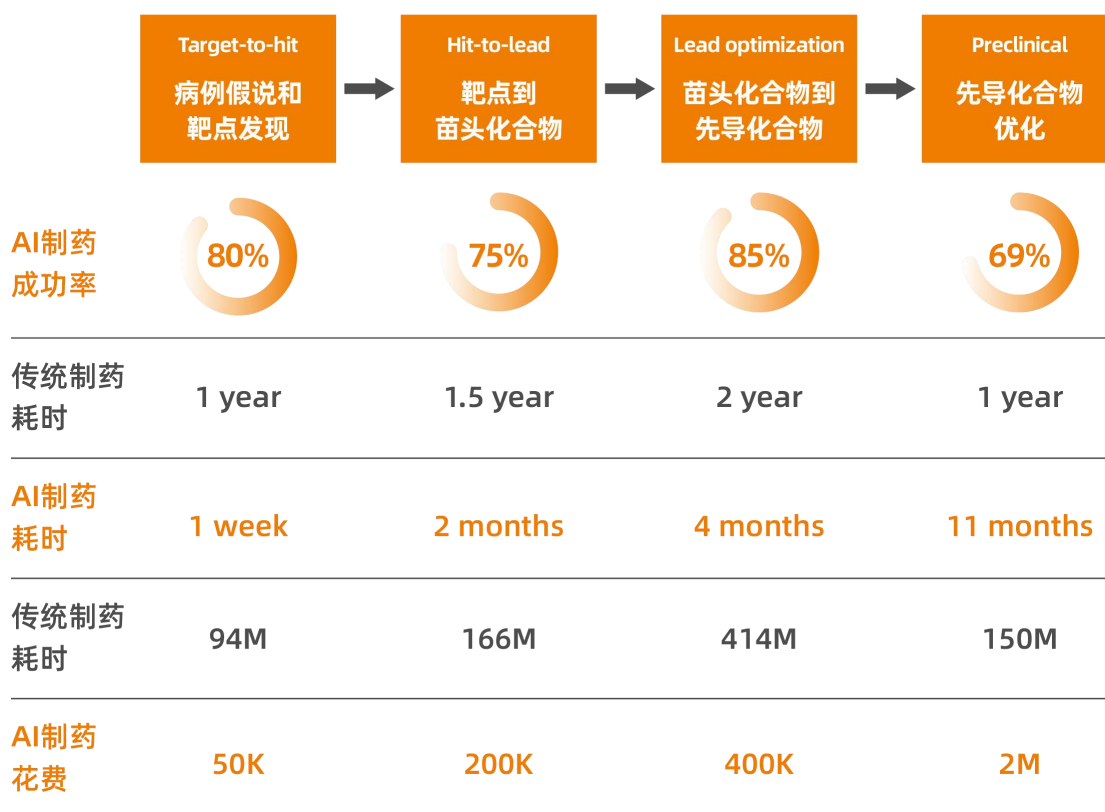 Target-to-hit
病例假说和
靶点发现
Hit-to-lead
靶点到
苗头化合物
Lead optimization
苗头化合物到
先导化合物
Preclinical
先导化合物
优化
AI制药
成功率
80%
75%
85%
69%
传统制药
耗时
1 year
1.5 year
2 year
1 year
AI制药
耗时
1 week
2 months
4 months
11 months
传统制药
耗时
94M
166M
414M
150M
AI制药
花费
50K
200K
400K
2M